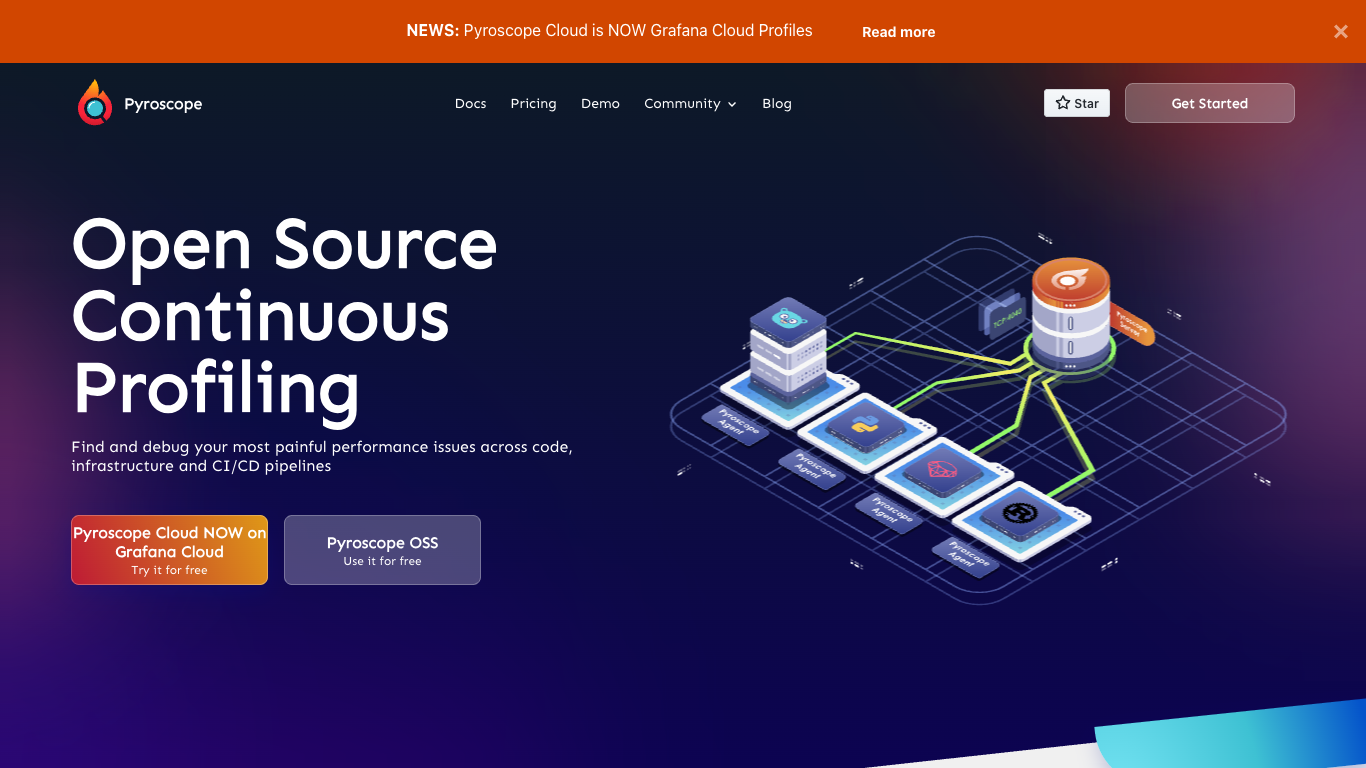 NEWS: Pyroscope Cloud is NOW Grafana Cloud Profiles
Read more
Pyroscope
Docs
Pricing
Demo
Community
Blog
Star
Get Started
Open Source
Continuous
Profiling
Find and debug your most painful performance issues across code,
infrastructure and CI/CD pipelines
Pyroscope Cloud NOW on
Grafana Cloud
Try it for free
Pyroscope OSS
Use it for free
TCP:4040
Pyroscope
Server
Pyroscope
Agent
Pyroscope
Agent
Pyroscope
Agent
Pyroscope
Agent